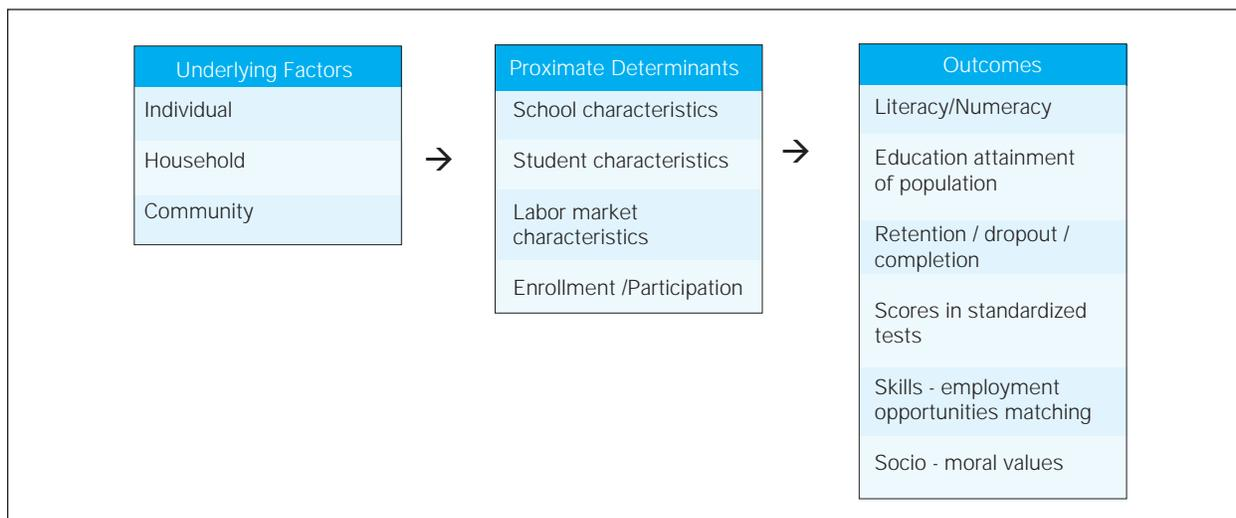 Underlying Factors
Individual
Household
Community
→
Proximate Determinants
School characteristics
Student characteristics
Labor market
characteristics
Enrollment /Participation
→
Outcomes
Literacy/Numeracy
Education attainment
of population
Retention / dropout /
completion
Scores in standardized
tests
Skills - employment
opportunities matching
Socio - moral values